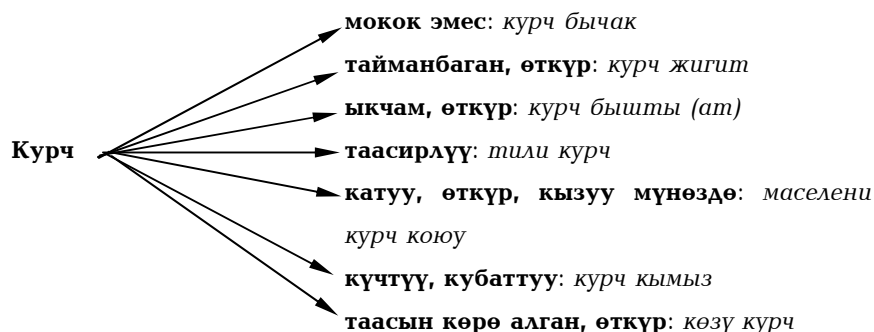 мокок эмес: курч бычак
тайманбаган, өткүр: курч жигит
ыкчам, өткүр: курч бышты (ат)
Курч
таасирлүү: тили курч
катуу, өткүр, кызуу мүнөздө: маселени
курч коюу
күчтүү, кубаттуу: курч кымыз
таасын көрө алган, өткүр: көзү курч